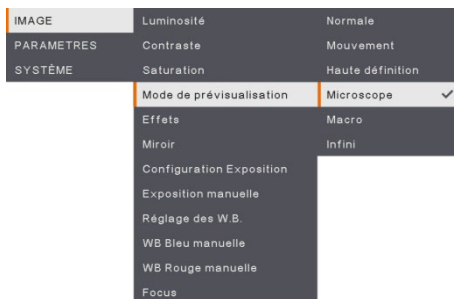 IMAGE
PARAMETRES
SYSTÈME
Luminosité
Contraste
Saturation
Mode de prévisualisation
Effets
Miroir
Configuration Exposition
Exposition manuelle
Réglage des W.B.
WB Bleu manuelle
WB Rouge manuelle
Focus
Normale
Mouvement
Haute définition
Microscope
Macro
Infini